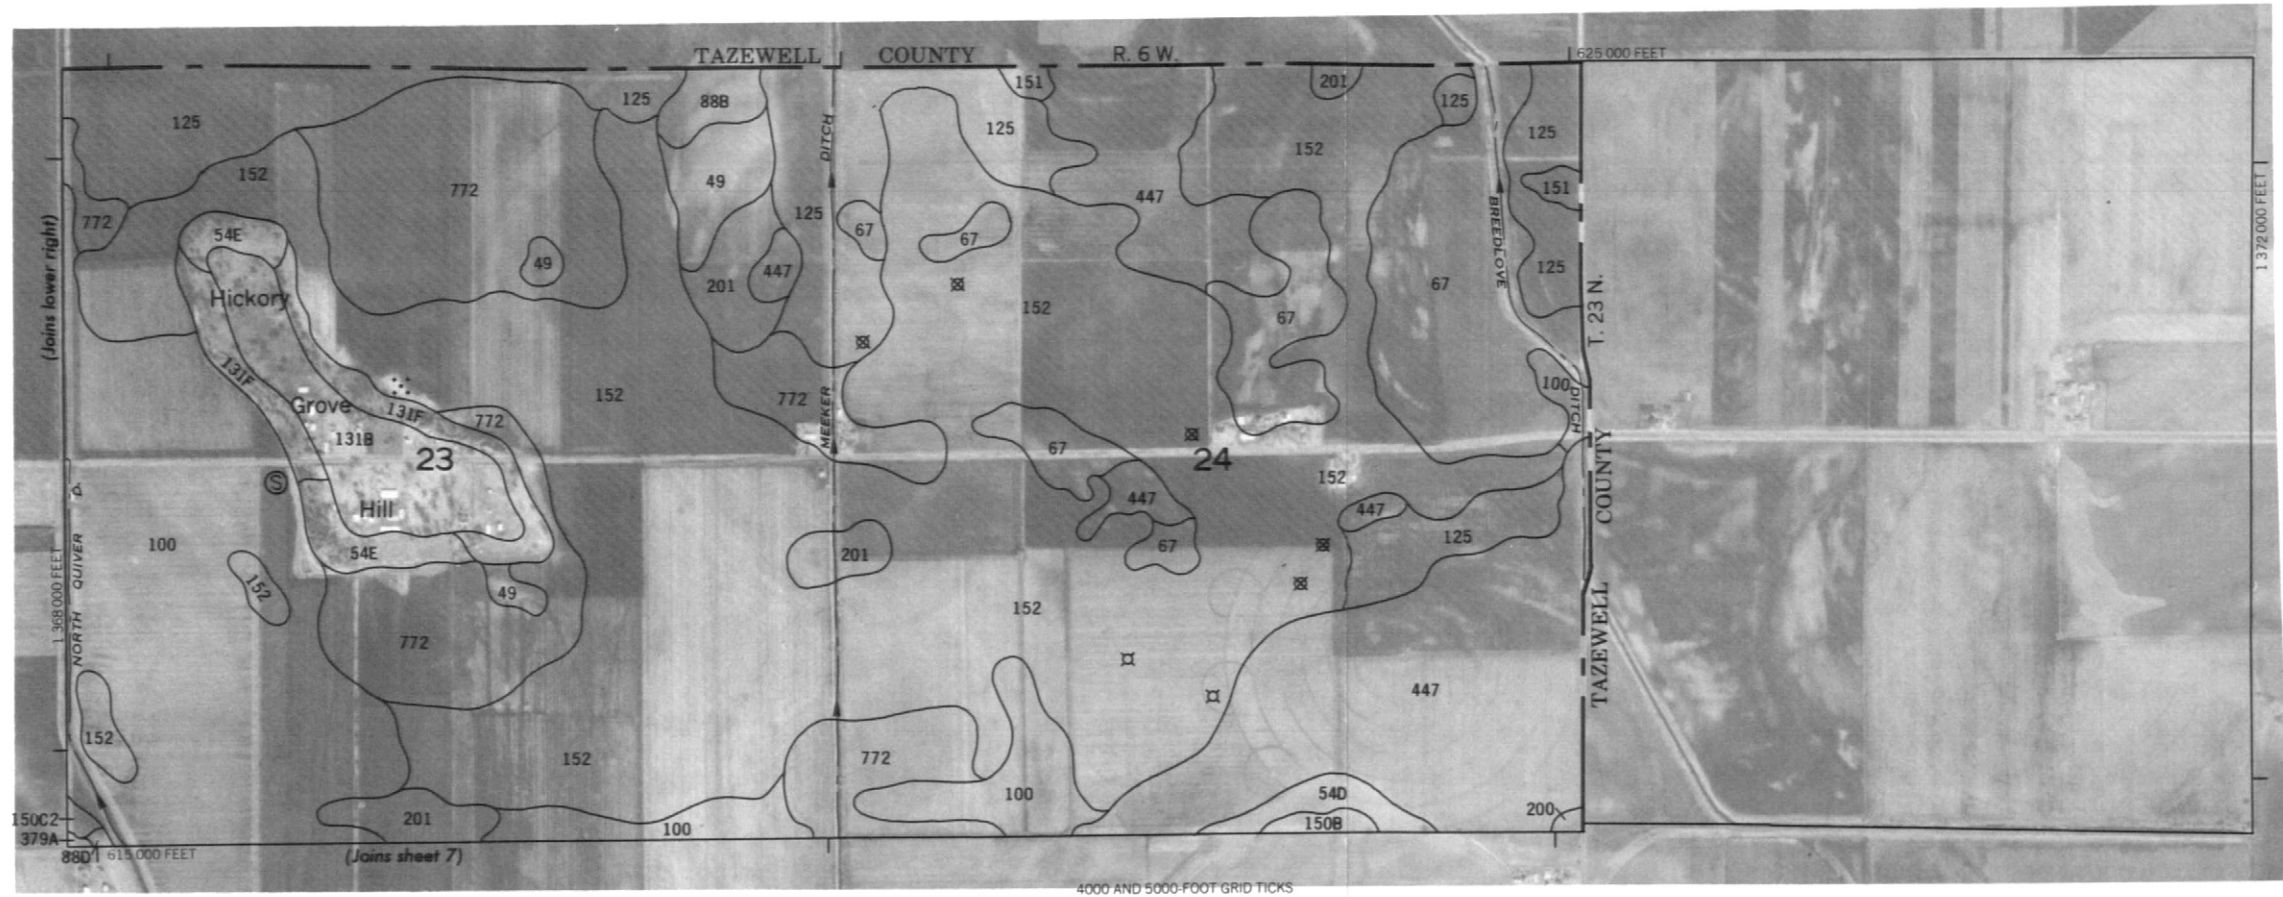 TAZEWELL COUNTY R. 6 W.
625 000 FEET
151
201
125
88B
125
125
125
125
152
152
772
49
447
151
772
125
67
67
54E
49
447
201
125
67
1 372 000 FEET
(Joins lower right)
DITCH
BREEDLOVE
T. 23 N.
Hickory
152
67
131F
100
DITCH
Grove
131F
772
152
772
MEEKER
131B
23
67
24
152
COUNTY
S
Hill
447
447
100
54E
201
67
125
152
49
1 368 000 FEET
NORTH QUIVER
772
152
TAZEWELL
447
152
152
772
100
54D
200
150C2
201
100
150B
379A
88D
615 000 FEET
(Joins sheet 7)
4000 AND 5000-FOOT GRID TICKS